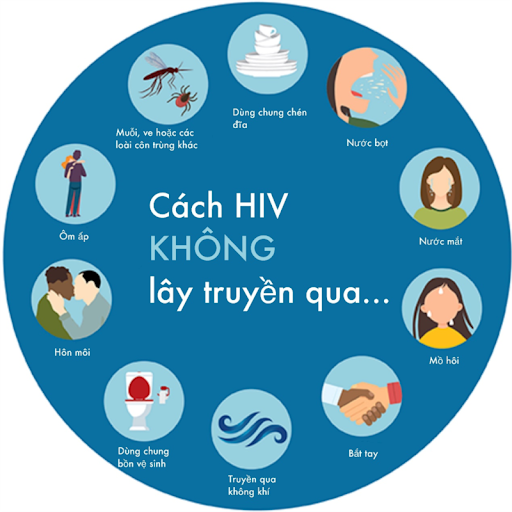 Cách HIV
KHÔNG
lây truyền qua...
Dùng chung chén
đĩa
Nước bọt
Nước mắt
Mồ hôi
Bắt tay
Truyền qua
không khí
Dùng chung
bồn vệ sinh
Hôn môi
Ôm ấp
Muỗi, ve hoặc các
loài côn trùng khác